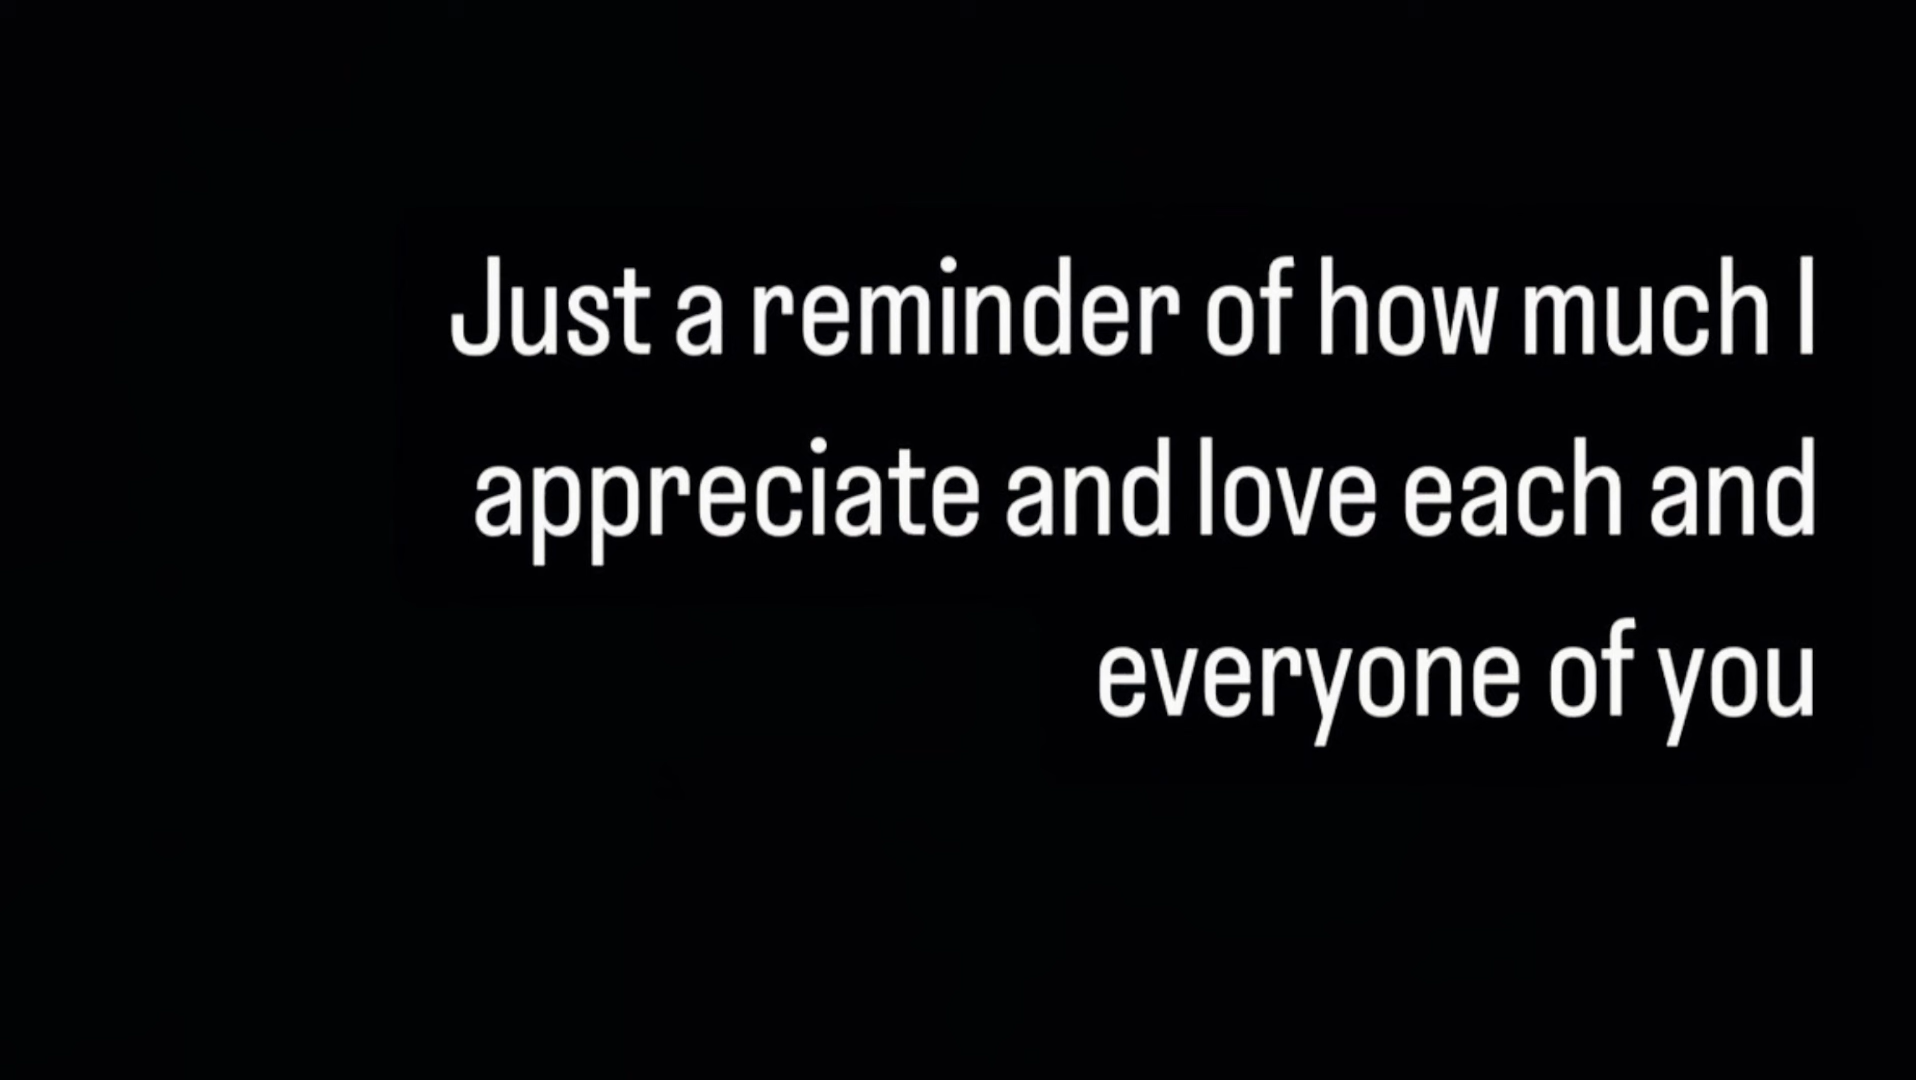 Just a reminder of how much I
appreciate and love each and
everyone of you